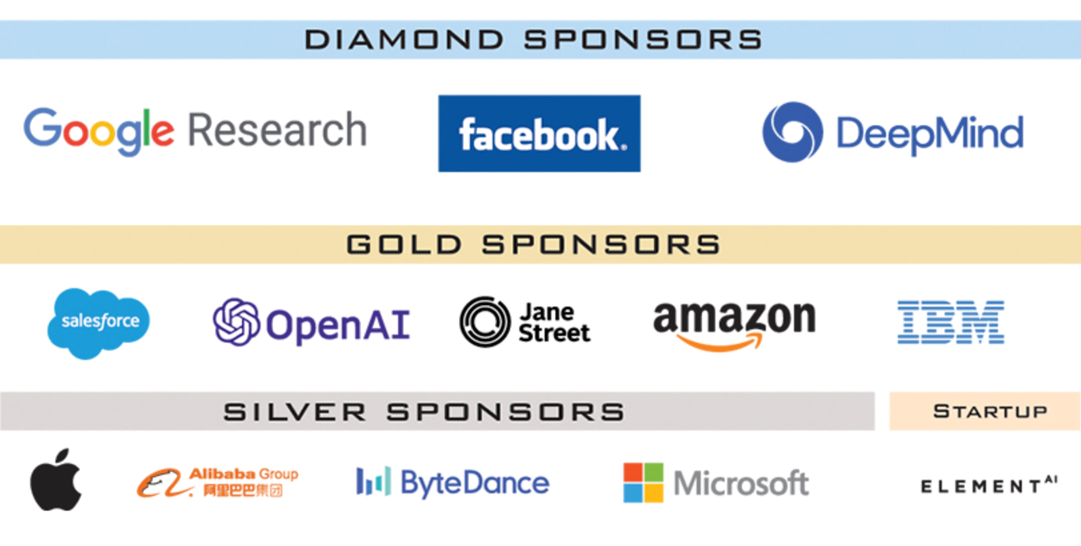 DIAMOND SPONSORS
Google Research
facebook®
DeepMind
GOLD SPONSORS
salesforce
OpenAI
Jane
Street
amazon
IBM
SILVER SPONSORS
STARTUP
Alibaba Group
阿里巴巴集团
ByteDance
Microsoft
ELEMENT AI